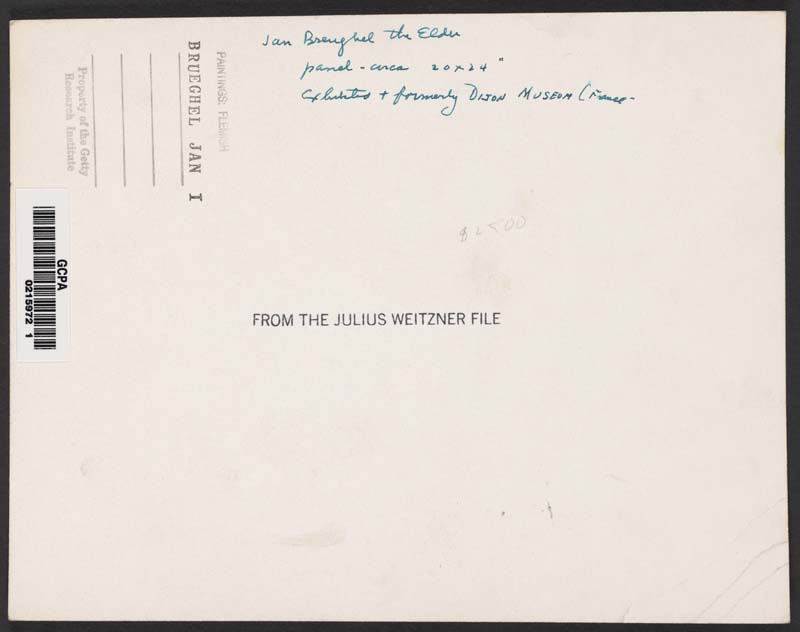 Jan Breughel the Elder
panel - circa 20 x 24"
Exhibited + formerly DIJON MUSEUM (France -
PAINTINGS: FLEMISH
BRUEGHEL JAN I
Property of the Getty
Research Institute
GCPA
0215972 1
$2500
FROM THE JULIUS WEITZNER FILE